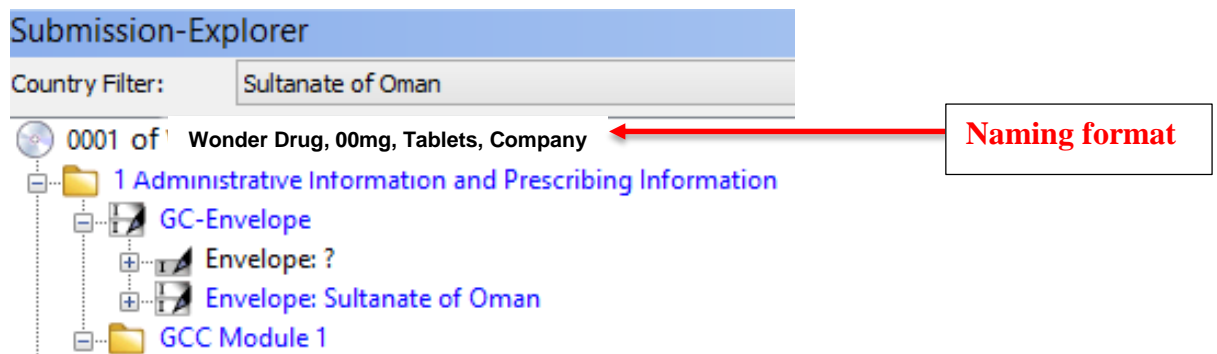 Submission-Explorer
Country Filter: Sultanate of Oman
0001 of Wonder Drug, 00mg, Tablets, Company
Naming format
1 Administrative Information and Prescribing Information
GC-Envelope
Envelope: ?
Envelope: Sultanate of Oman
GCC Module 1